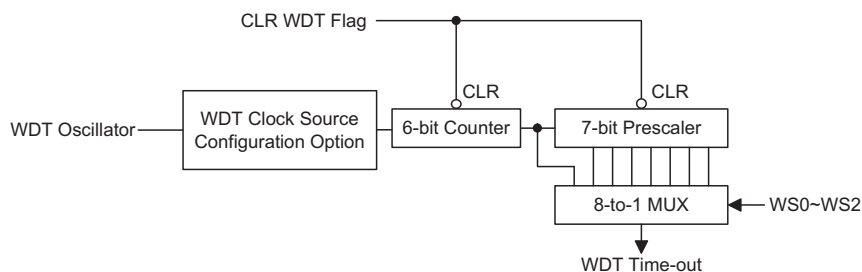 CLR WDT Flag
CLR
CLR
WDT Oscillator
WDT Clock Source
Configuration Option
6-bit Counter
7-bit Prescaler
8-to-1 MUX
WS0~WS2
WDT Time-out